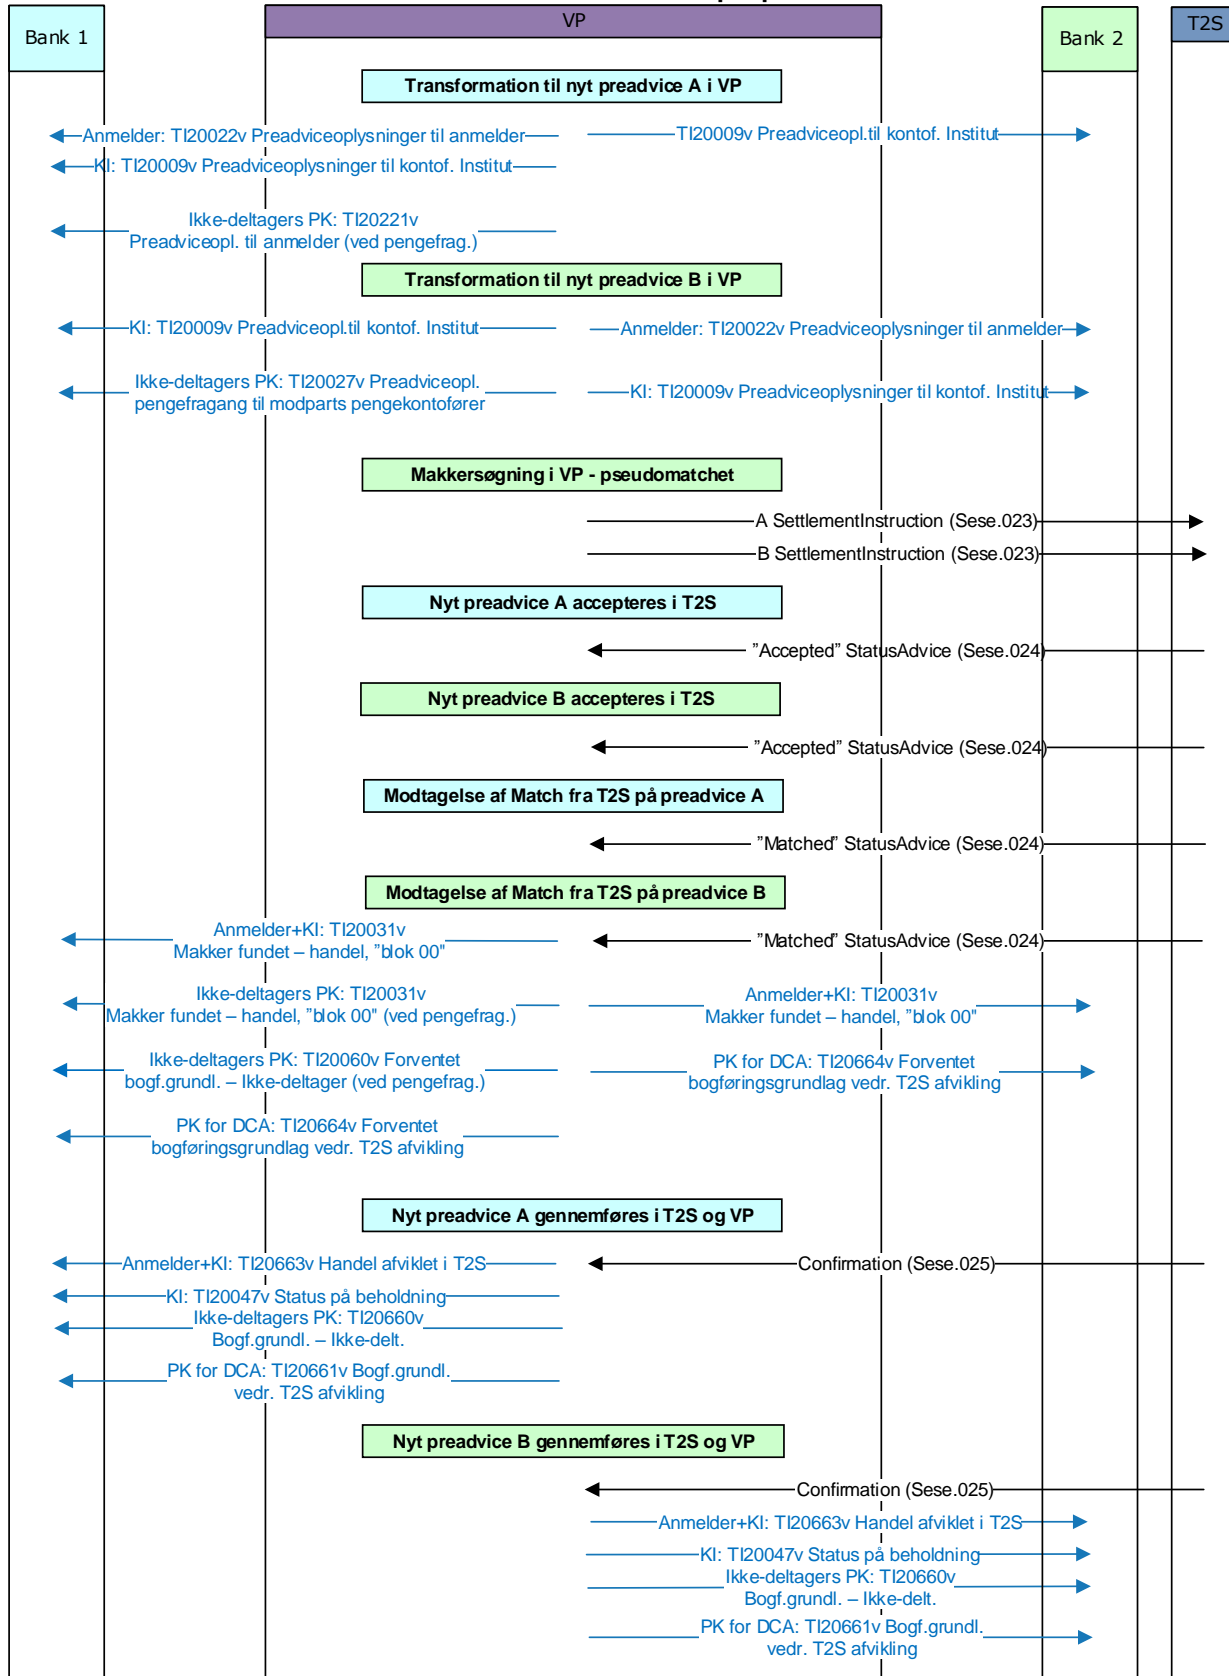 Bank 1
VP
Bank 2
T2S
Transformation til nyt preadvice A i VP
Anmelder: TI20022v Preadviceoplysninger til anmelder
TI20009v Preadviceopl.til kontof. Institut
KI: TI20009v Preadviceoplysninger til kontof. Institut
Ikke-deltagers PK: TI20221v
Preadviceopl. til anmelder (ved pengefrag.)
Transformation til nyt preadvice B i VP
KI: TI20009v Preadviceopl.til kontof. Institut
Anmelder: TI20022v Preadviceoplysninger til anmelder
Ikke-deltagers PK: TI20027v Preadviceopl.
pengefragang til modparts pengekontofører
KI: TI20009v Preadviceoplysninger til kontof. Institut
Makkersøgning i VP - pseudomatchet
A SettlementInstruction (Sese.023)
B SettlementInstruction (Sese.023)
Nyt preadvice A accepteres i T2S
”Accepted” StatusAdvice (Sese.024)
Nyt preadvice B accepteres i T2S
”Accepted” StatusAdvice (Sese.024)
Modtagelse af Match fra T2S på preadvice A
”Matched” StatusAdvice (Sese.024)
Modtagelse af Match fra T2S på preadvice B
Anmelder+KI: TI20031v
Makker fundet – handel, ”blok 00"
”Matched” StatusAdvice (Sese.024)
Ikke-deltagers PK: TI20031v
Makker fundet – handel, ”blok 00" (ved pengefrag.)
Anmelder+KI: TI20031v
Makker fundet – handel, ”blok 00"
Ikke-deltagers PK: TI20060v Forventet
bogf.grundl. – Ikke-deltager (ved pengefrag.)
PK for DCA: TI20664v Forventet
bogføringsgrundlag vedr. T2S afvikling
PK for DCA: TI20664v Forventet
bogføringsgrundlag vedr. T2S afvikling
Nyt preadvice A gennemføres i T2S og VP
Anmelder+KI: TI20663v Handel afviklet i T2S
Confirmation (Sese.025)
KI: TI20047v Status på beholdning
Ikke-deltagers PK: TI20660v
Bogf.grundl. – Ikke-delt.
PK for DCA: TI20661v Bogf.grundl.
vedr. T2S afvikling
Nyt preadvice B gennemføres i T2S og VP
Confirmation (Sese.025)
Anmelder+KI: TI20663v Handel afviklet i T2S
KI: TI20047v Status på beholdning
Ikke-deltagers PK: TI20660v
Bogf.grundl. – Ikke-delt.
PK for DCA: TI20661v Bogf.grundl.
vedr. T2S afvikling